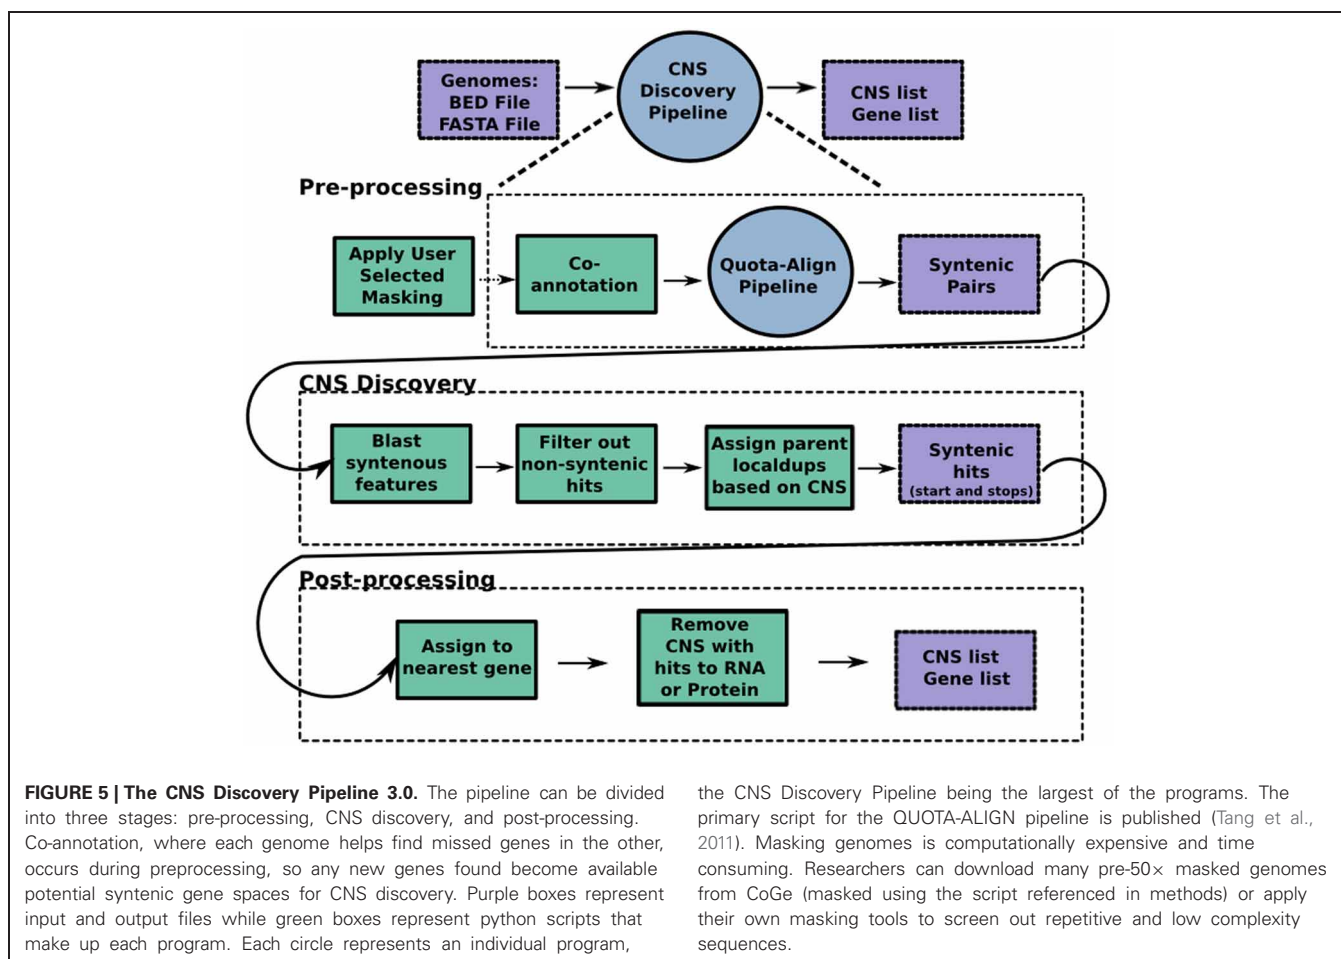 Genomes:
BED File
FASTA File
CNS
Discovery
Pipeline
CNS list
Gene list
Pre-processing
Apply User
Selected
Masking
Co-
annotation
Quota-Align
Pipeline
Syntenic
Pairs
CNS Discovery
Blast
syntenous
features
Filter out
non-syntenic
hits
Assign parent
localdups
based on CNS
Syntenic
hits
(start and stops)
Post-processing
Assign to
nearest gene
Remove
CNS with
hits to RNA
or Protein
CNS list
Gene list
FIGURE 5 | The CNS Discovery Pipeline 3.0. The pipeline can be divided
into three stages: pre-processing, CNS discovery, and post-processing.
Co-annotation, where each genome helps find missed genes in the other,
occurs during preprocessing, so any new genes found become available
potential syntenic gene spaces for CNS discovery. Purple boxes represent
input and output files while green boxes represent python scripts that
make up each program. Each circle represents an individual program,
the CNS Discovery Pipeline being the largest of the programs. The
primary script for the QUOTA-ALIGN pipeline is published (Tang et al.,
2011). Masking genomes is computationally expensive and time
consuming. Researchers can download many pre-50× masked genomes
from CoGe (masked using the script referenced in methods) or apply
their own masking tools to screen out repetitive and low complexity
sequences.